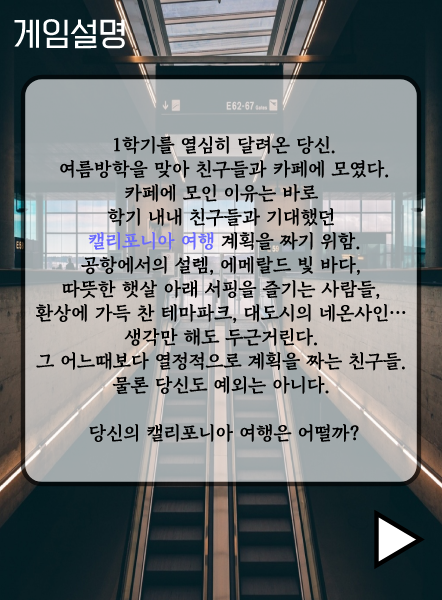 게임설명
E62-67 Gates
1학기를 열심히 달려온 당신.
여름방학을 맞아 친구들과 카페에 모였다.
카페에 모인 이유는 바로
학기 내내 친구들과 기대했던
캘리포니아 여행 계획을 짜기 위함.
공항에서의 설렘, 에메랄드 빛 바다,
따뜻한 햇살 아래 서핑을 즐기는 사람들,
환상에 가득 찬 테마파크, 대도시의 네온사인…
생각만 해도 두근거린다.
그 어느때보다 열정적으로 계획을 짜는 친구들.
물론 당신도 예외는 아니다.
당신의 캘리포니아 여행은 어떨까?